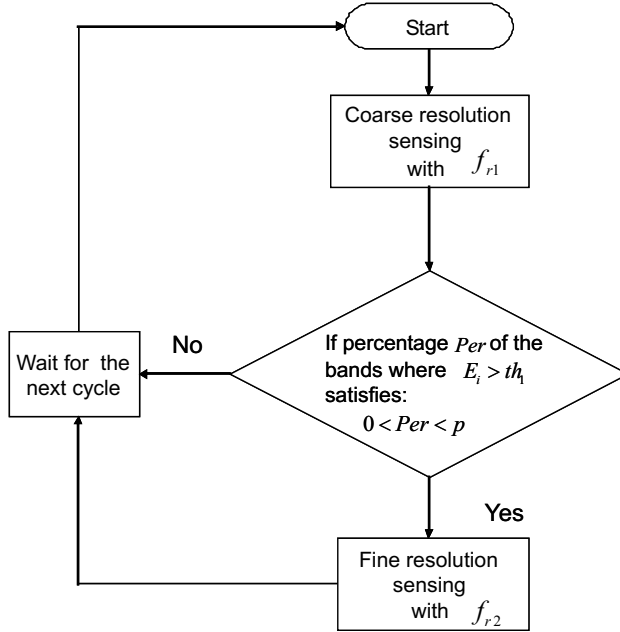 Start
Coarse resolution
sensing
with f_{r1}
If percentage Per of the
bands where E_i > th_1
satisfies:
0 < Per < p
No
Wait for the
next cycle
Yes
Fine resolution
sensing
with f_{r2}